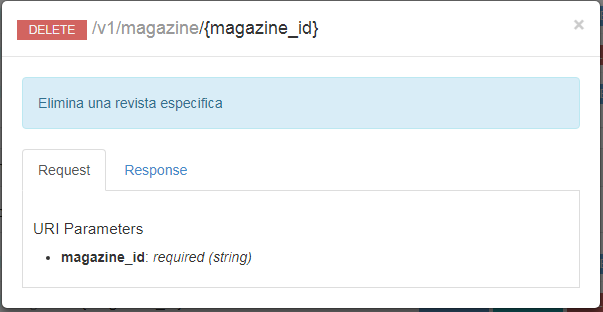 DELETE /v1/magazine/{magazine_id} ×
Elimina una revista especifica
Request Response
URI Parameters
• magazine_id: required (string)